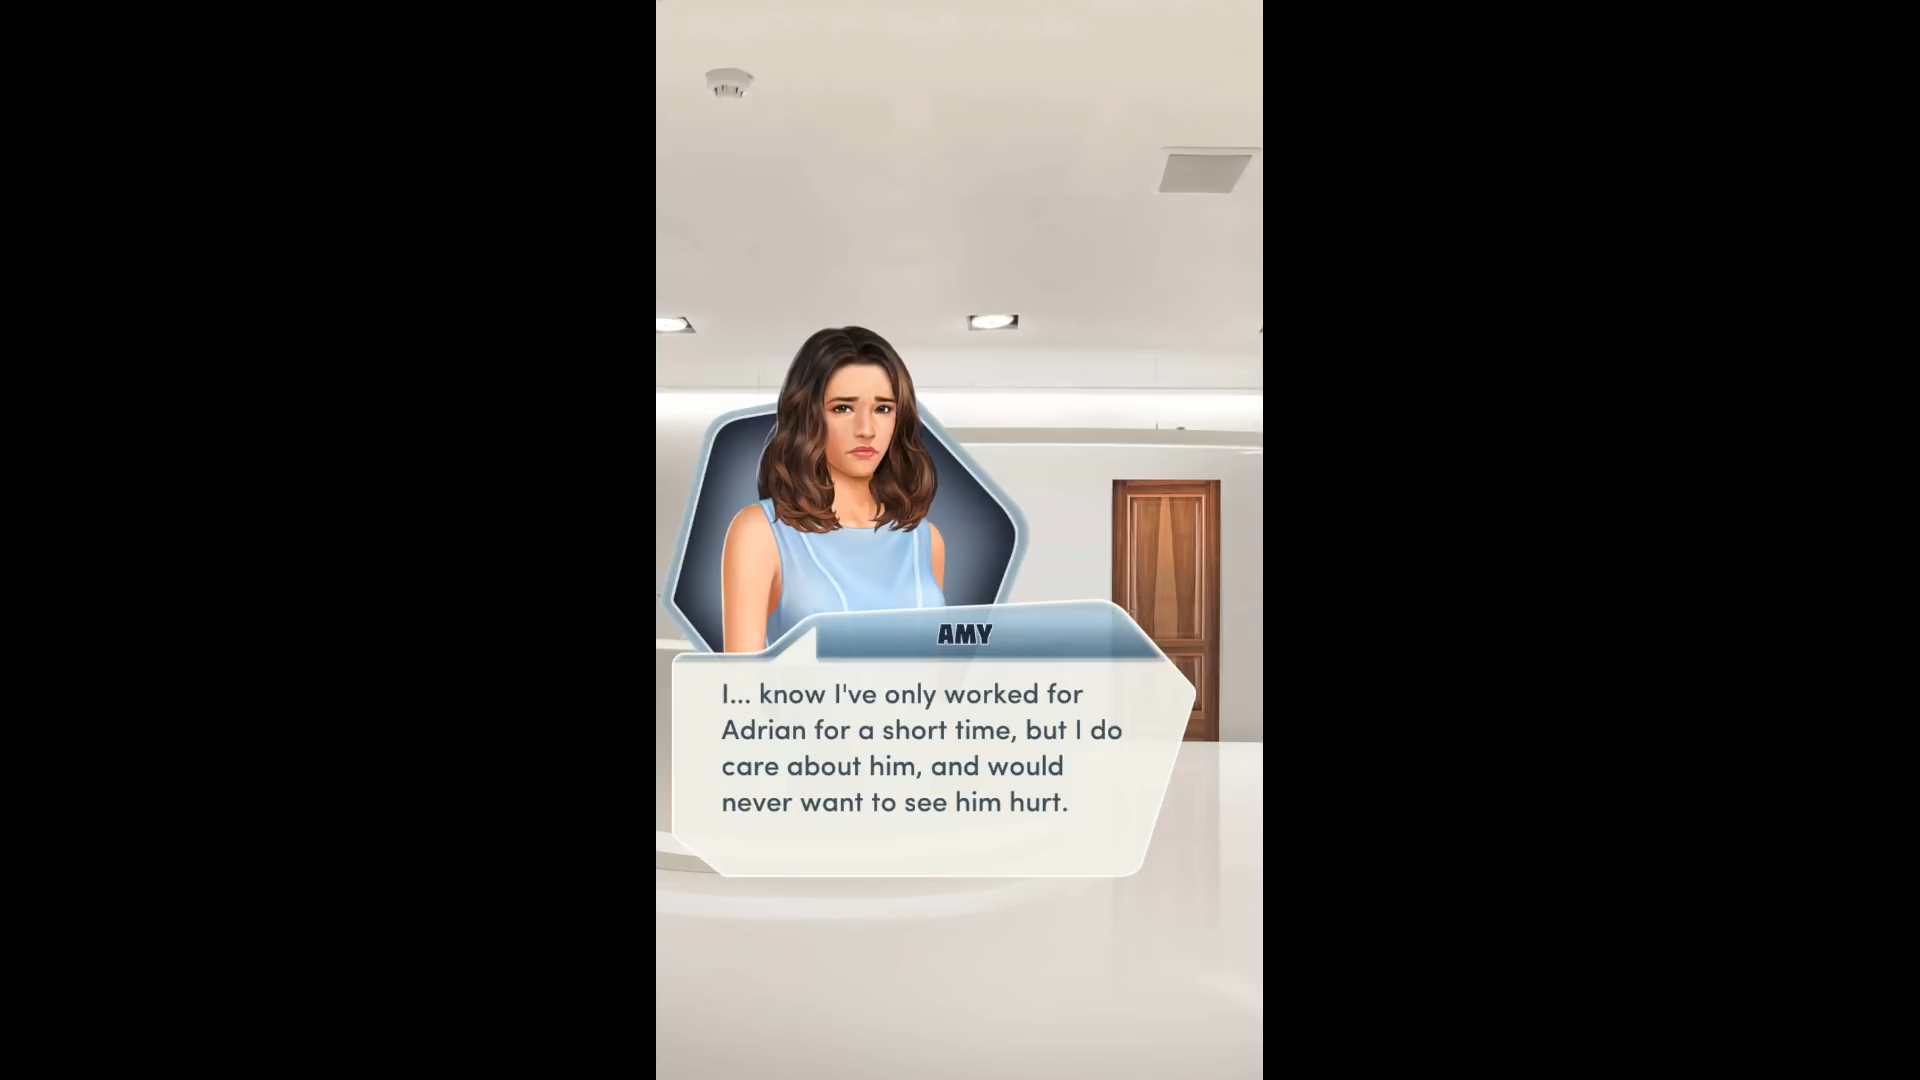 AMY
I... know I've only worked for
Adrian for a short time, but I do
care about him, and would
never want to see him hurt.